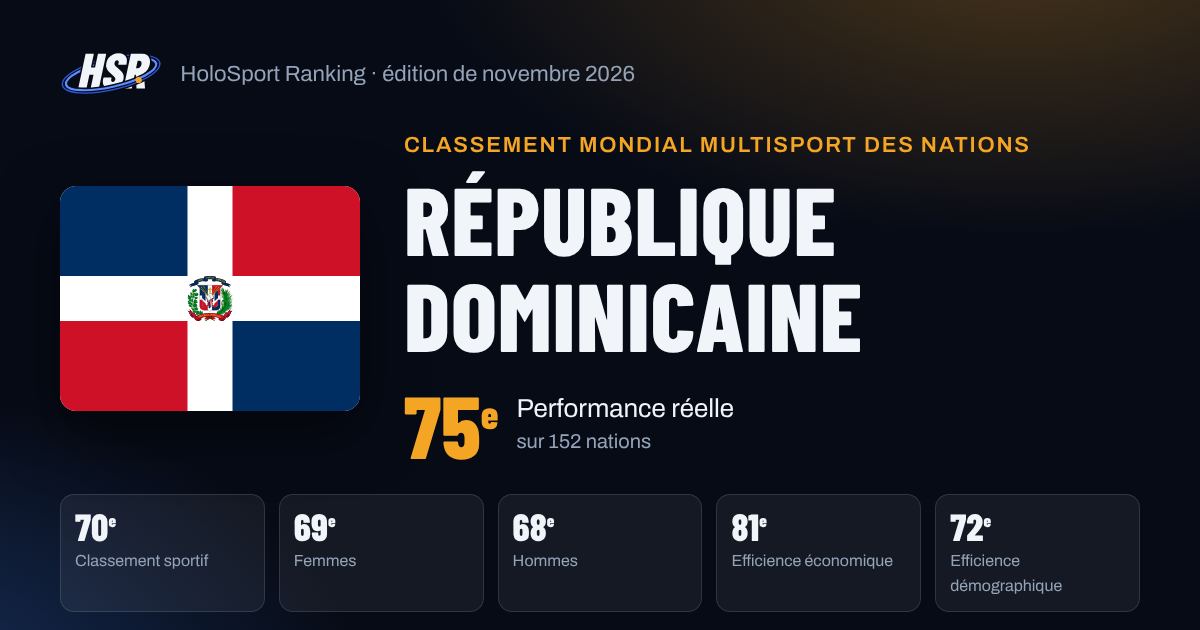 HSR
HoloSport Ranking · édition de novembre 2026
CLASSEMENT MONDIAL MULTISPORT DES NATIONS
RÉPUBLIQUE
DOMINICAINE
75e
Performance réelle
sur 152 nations
70e
Classement sportif
69e
Femmes
68e
Hommes
81e
Efficience économique
72e
Efficience
démographique